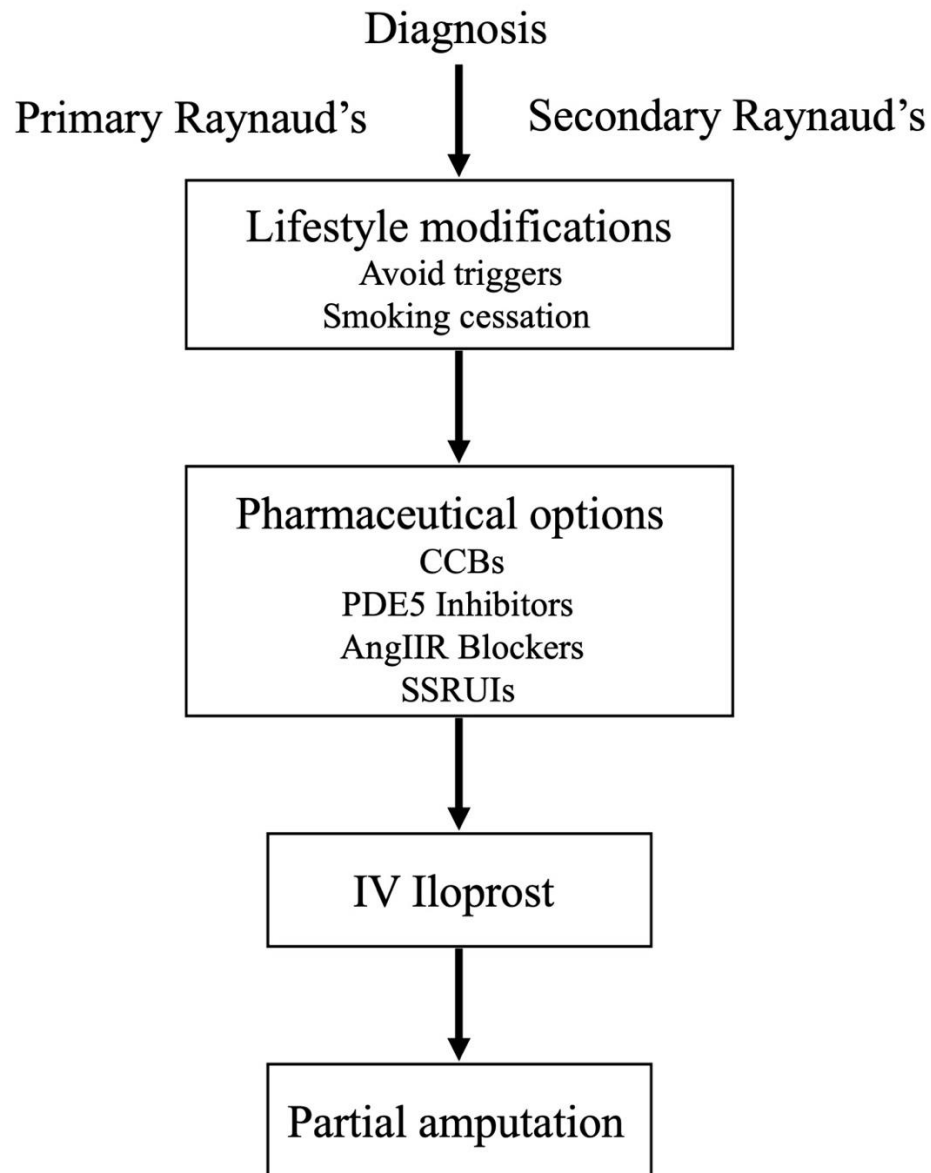 Diagnosis
Primary Raynaud's
Secondary Raynaud's
Lifestyle modifications
Avoid triggers
Smoking cessation
Pharmaceutical options
CCBs
PDE5 Inhibitors
AngIIR Blockers
SSRUIs
IV Iloprost
Partial amputation